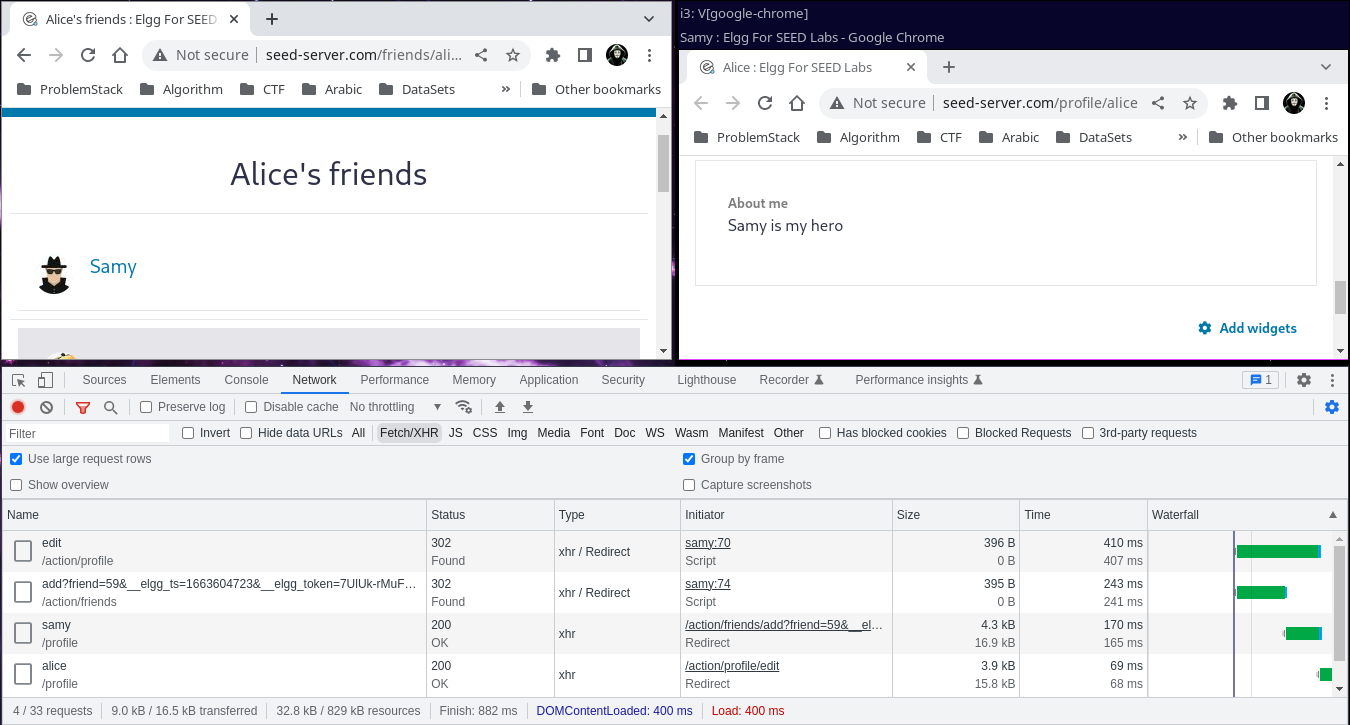 Alice's friends : Elgg For SEED
Not secure seed-server.com/friends/ali...
ProblemStack Algorithm CTF Arabic DataSets » Other bookmarks
Alice's friends
Samy
i3: V[google-chrome]
Samy : Elgg For SEED Labs - Google Chrome
Alice : Elgg For SEED Labs
Not secure seed-server.com/profile/alice
ProblemStack Algorithm CTF Arabic DataSets » Other bookmarks
About me
Samy is my hero
Add widgets
Sources Elements Console Network Performance Memory Application Security Lighthouse Recorder Performance insights 1
Preserve log Disable cache No throttling
Filter Invert Hide data URLs All Fetch/XHR JS CSS Img Media Font Doc WS Wasm Manifest Other Has blocked cookies Blocked Requests 3rd-party requests
Use large request rows Group by frame
Show overview Capture screenshots
Name Status Type Initiator Size Time Waterfall
edit 302 xhr / Redirect samy:70 396 B 410 ms
/action/profile Found Script 0 B 407 ms
add?friend=59&__elgg_ts=1663604723&__elgg_token=7UlUk-rMuF... 302 xhr / Redirect samy:74 395 B 243 ms
/action/friends Found Script 0 B 241 ms
samy 200 xhr /action/friends/add?friend=59&__el... 4.3 kB 170 ms
/profile OK Redirect 16.9 kB 165 ms
alice 200 xhr /action/profile/edit 3.9 kB 69 ms
/profile OK Redirect 15.8 kB 68 ms
4 / 33 requests 9.0 kB / 16.5 kB transferred 32.8 kB / 829 kB resources Finish: 882 ms DOMContentLoaded: 400 ms Load: 400 ms